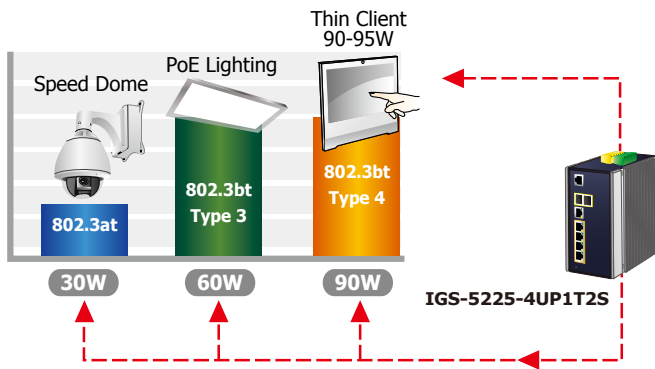 Thin Client
90-95W
PoE Lighting
Speed Dome
802.3at
802.3bt
Type 3
802.3bt
Type 4
30W
60W
90W
IGS-5225-4UP1T2S